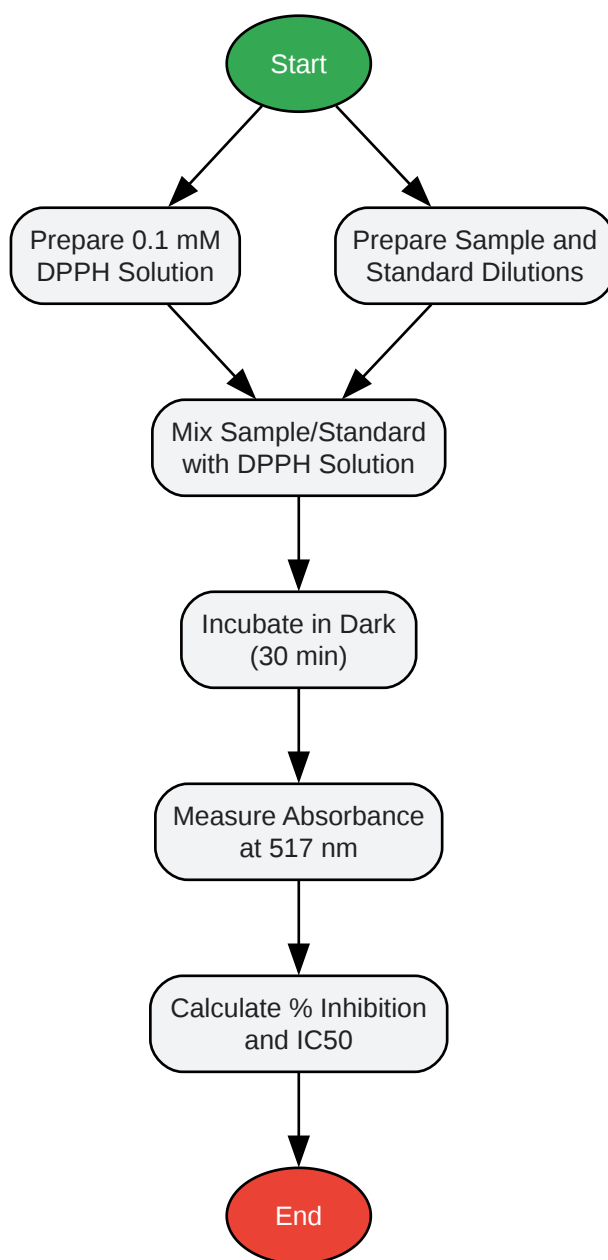 Start
Prepare 0.1 mM
DPPH Solution
Prepare Sample and
Standard Dilutions
Mix Sample/Standard
with DPPH Solution
Incubate in Dark
(30 min)
Measure Absorbance
at 517 nm
Calculate % Inhibition
and IC50
End